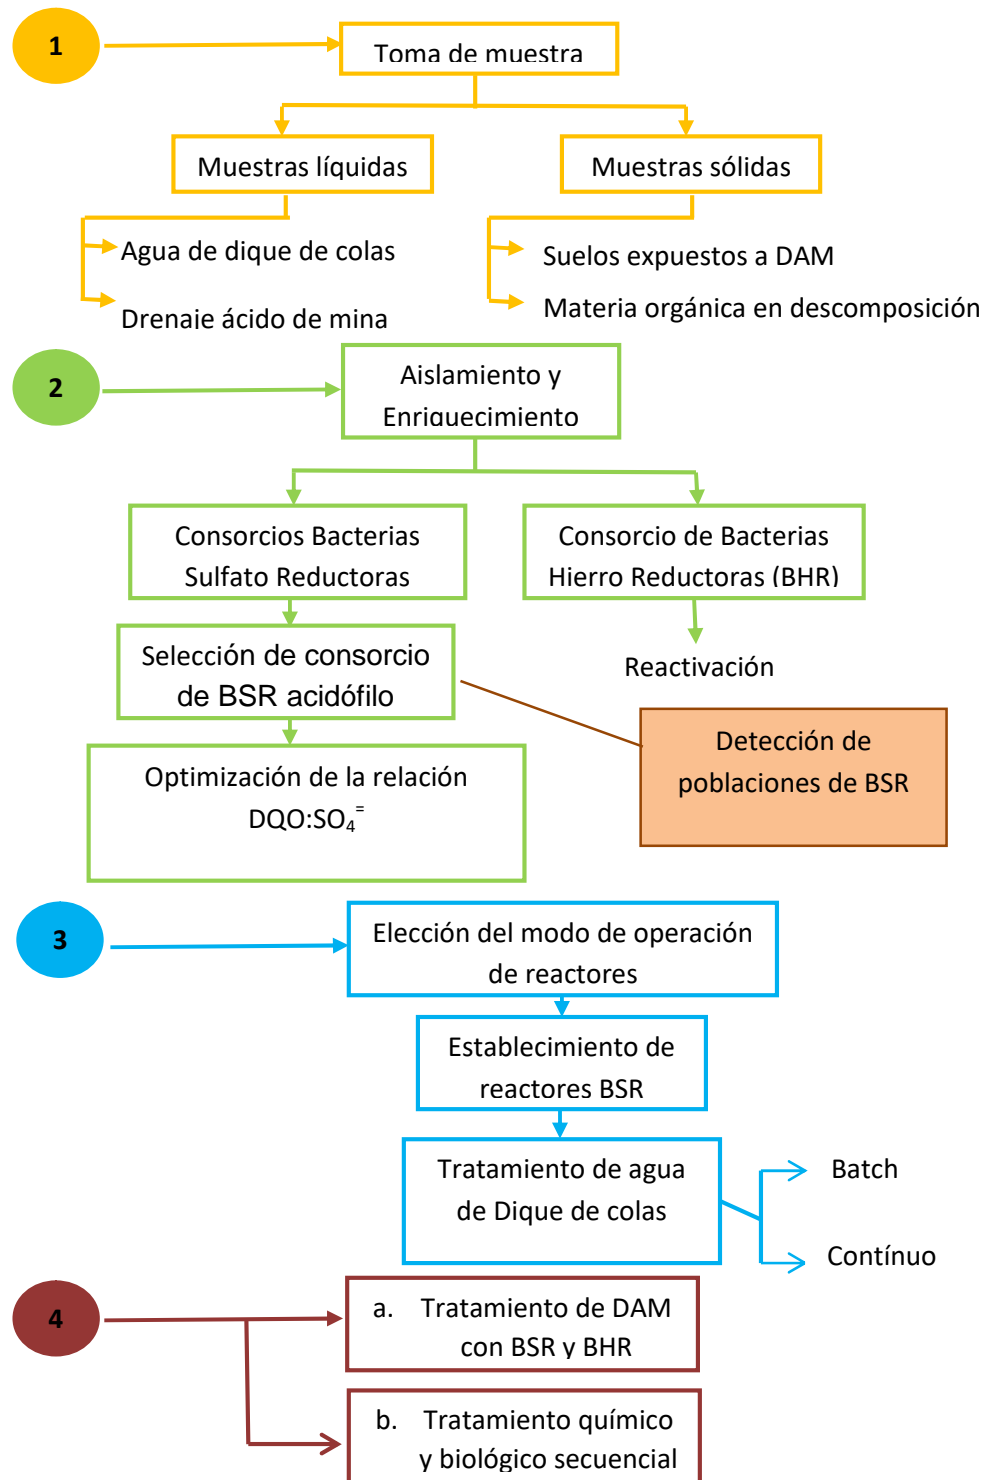 1
Toma de muestra
Muestras líquidas
Muestras sólidas
Agua de dique de colas
Drenaje ácido de mina
Suelos expuestos a DAM
Materia orgánica en descomposición
2
Aislamiento y
Enriquecimiento
Consorcios Bacterias
Sulfato Reductoras
Consorcio de Bacterias
Hierro Reductoras (BHR)
Selección de consorcio
de BSR acidófilo
Reactivación
Detección de
poblaciones de BSR
Optimización de la relación
DQO:SO₄⁼
3
Elección del modo de operación
de reactores
Establecimiento de
reactores BSR
Tratamiento de agua
de Dique de colas
Batch
Contínuo
4
a. Tratamiento de DAM
con BSR y BHR
b. Tratamiento químico
y biológico secuencial